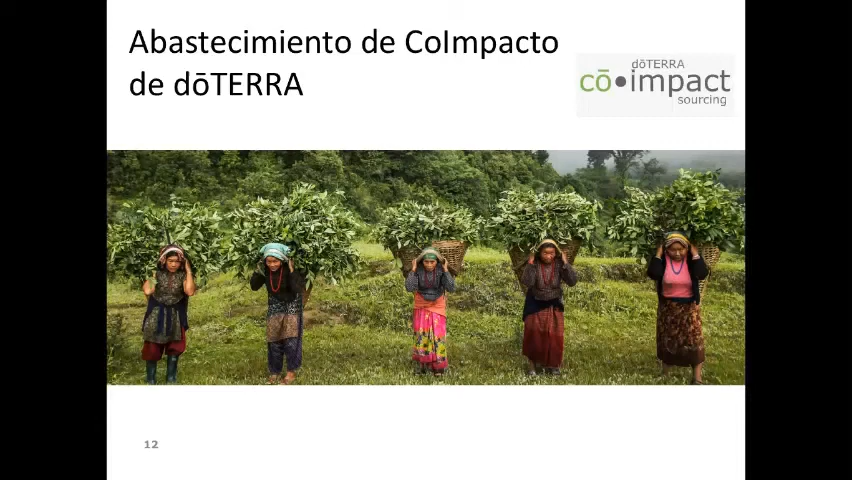 Abastecimiento de CoImpacto
de dōTERRA
dōTERRA
cō•impact
sourcing
12